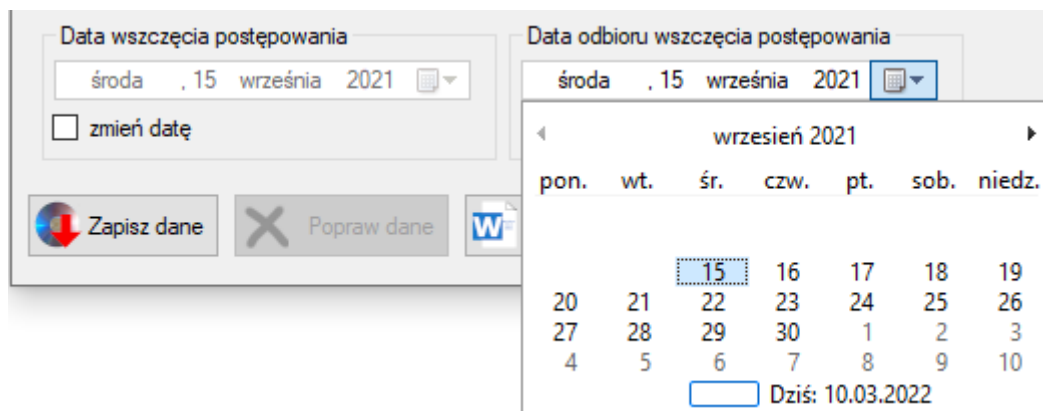 Data wszczęcia postępowania
środa , 15 września 2021
zmień datę
Zapisz dane
Popraw dane
W
Data odbioru wszczęcia postępowania
środa , 15 września 2021
wrzesień 2021
pon. wt. śr. czw. pt. sob. niedz.
15 16 17 18 19
20 21 22 23 24 25 26
27 28 29 30 1 2 3
4 5 6 7 8 9 10
Dziś: 10.03.2022